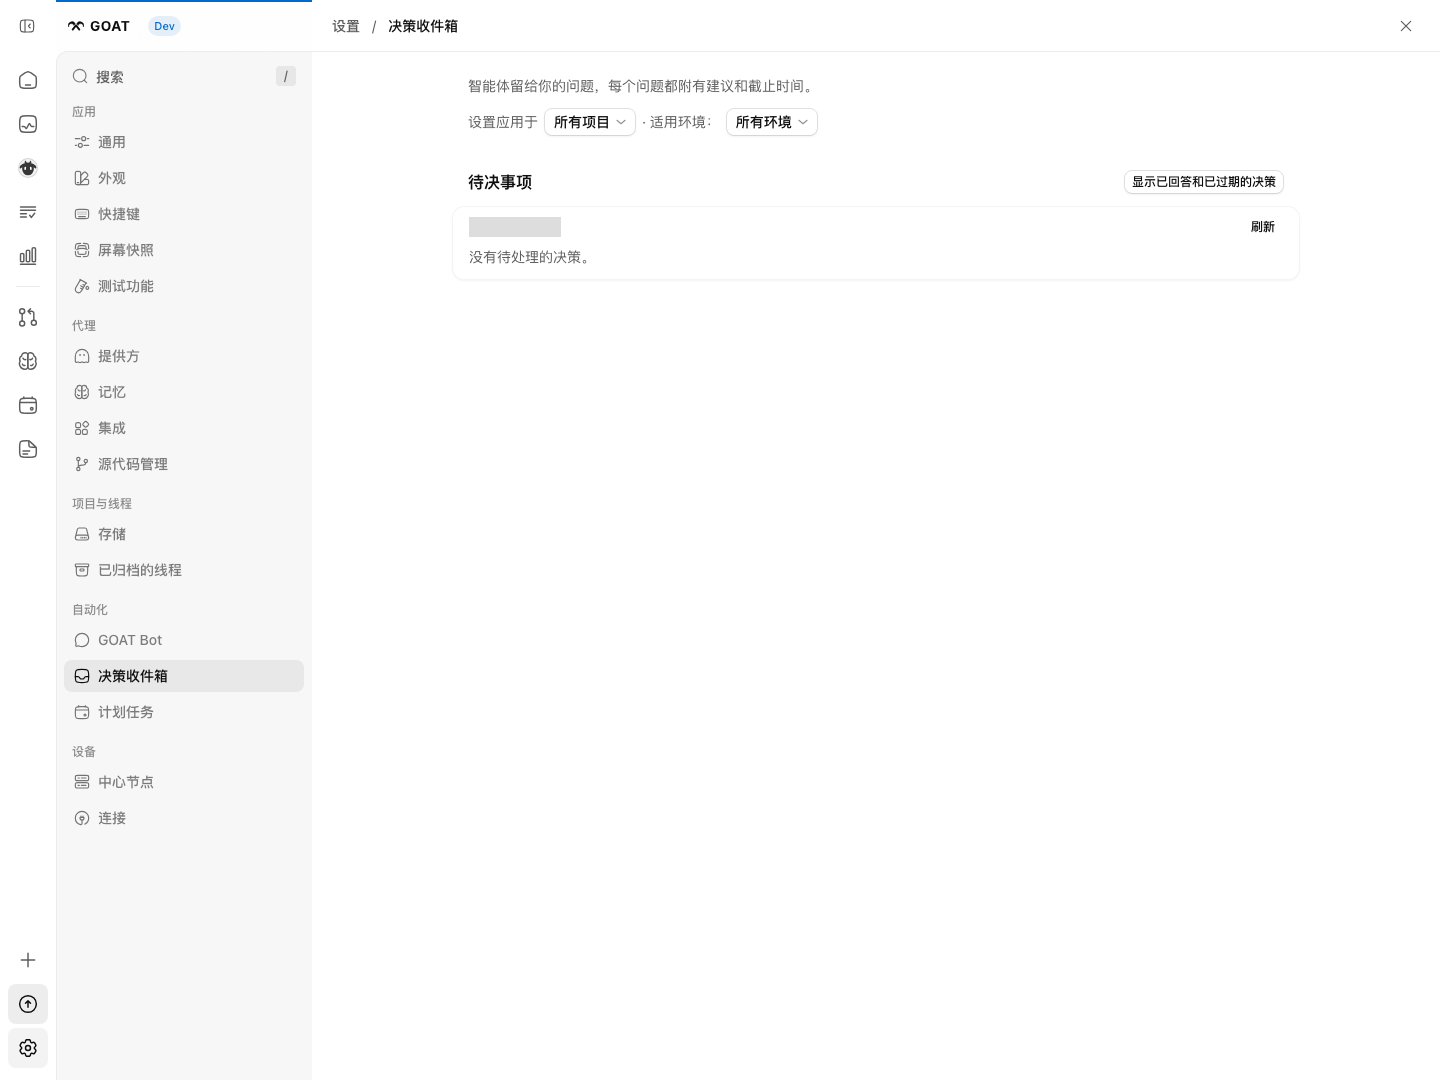 GOAT
Dev
设置 / 决策收件箱
搜索
/
应用
通用
外观
快捷键
屏幕快照
测试功能
代理
提供方
记忆
集成
源代码管理
项目与线程
存储
已归档的线程
自动化
GOAT Bot
决策收件箱
计划任务
设备
中心节点
连接
智能体留给你的问题，每个问题都附有建议和截止时间。
设置应用于 所有项目 · 适用环境： 所有环境
待决事项
显示已回答和已过期的决策
刷新
没有待处理的决策。